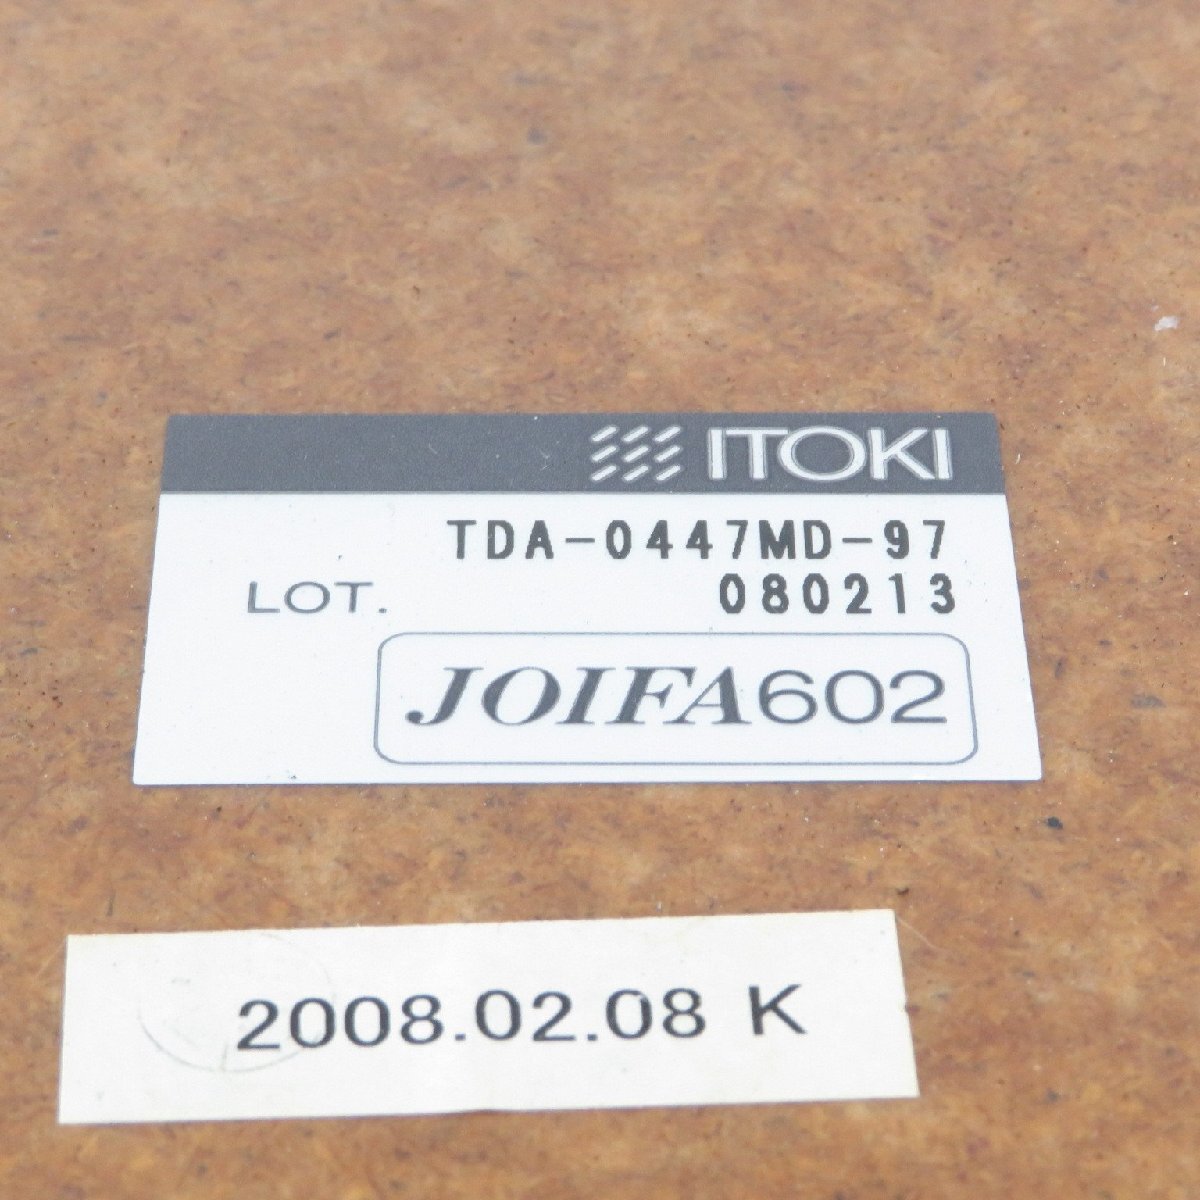 ITOKI
TDA-0447MD-97
LOT. 080213
JOIFA602
2008.02.08 K